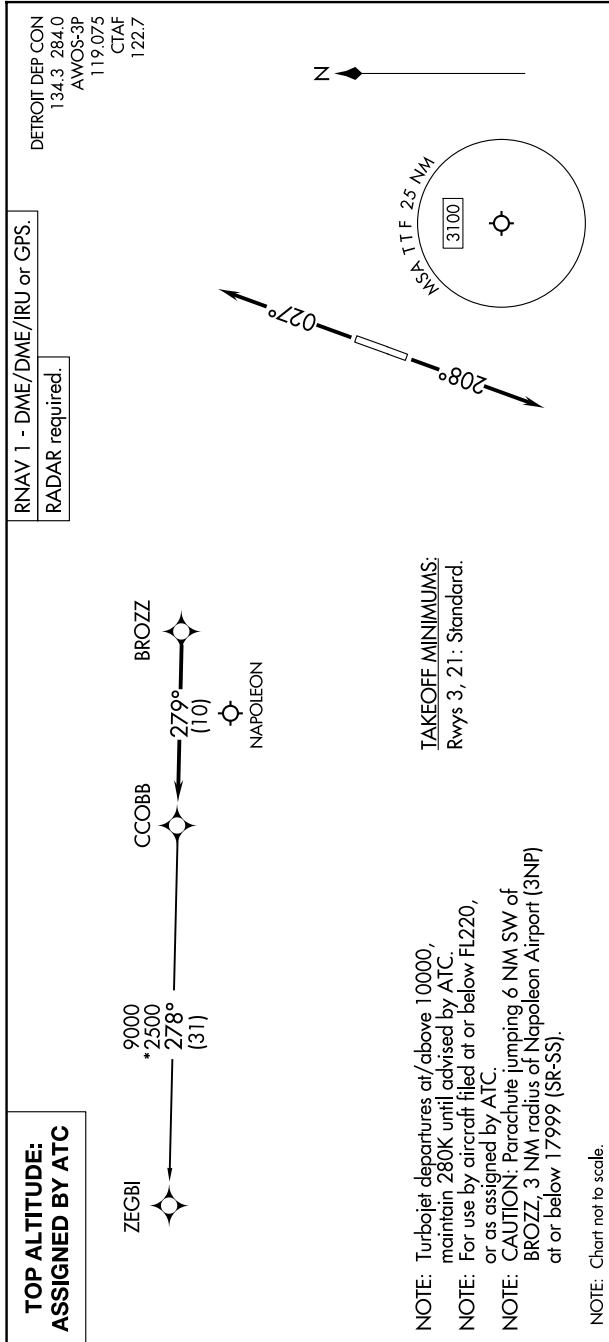 TOP ALTITUDE:
ASSIGNED BY ATC
RNAV 1 - DME/DME/IRU or GPS.
RADAR required.
DETROIT DEP CON
134.3 284.0
AWOS-3P
119.075
CTAF
122.7
ZEGBI
9000
*2500
278°
(31)
CCOBB
279°
(10)
BROZZ
NAPOLEON
027°
208°
N
MSA TTF 25 NM
3100
TAKEOFF MINIMUMS:
Rwys 3, 21: Standard.
NOTE: Turbojet departures at/above 10000,
maintain 280K until advised by ATC.
NOTE: For use by aircraft filed at or below FL220,
or as assigned by ATC.
NOTE: CAUTION: Parachute jumping 6 NM SW of
BROZZ, 3 NM radius of Napoleon Airport (3NP)
at or below 17999 (SR-SS).
NOTE: Chart not to scale.